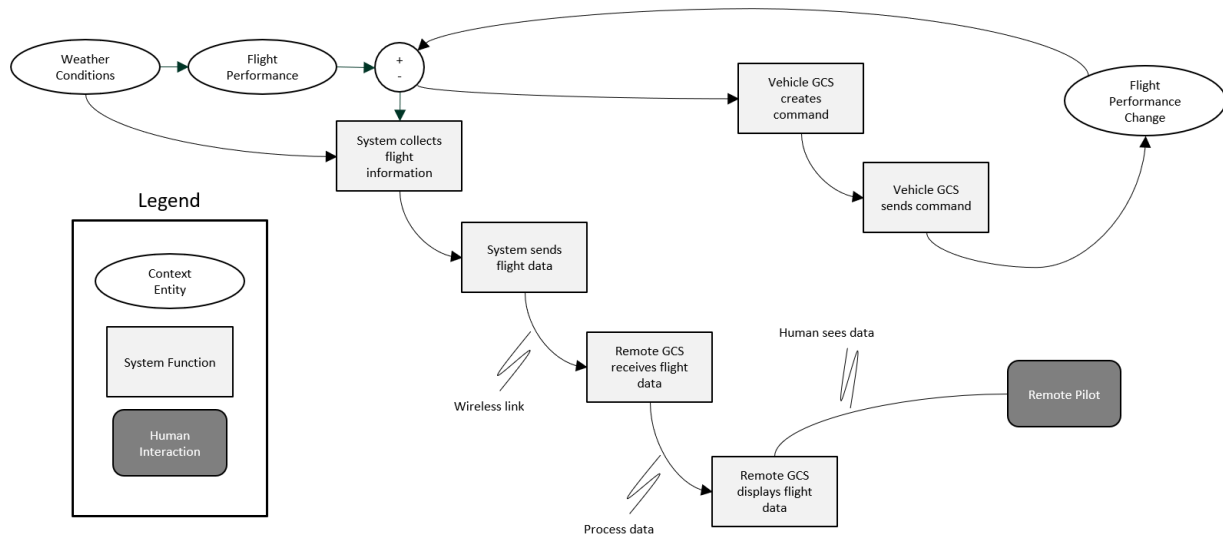 Weather
Conditions
Flight
Performance
+
-
Vehicle GCS
creates
command
Flight
Performance
Change
System collects
flight
information
Vehicle GCS
sends command
Legend
Context
Entity
System Function
Human
Interaction
System sends
flight data
Wireless link
Remote GCS
receives flight
data
Human sees data
Remote Pilot
Process data
Remote GCS
displays flight
data